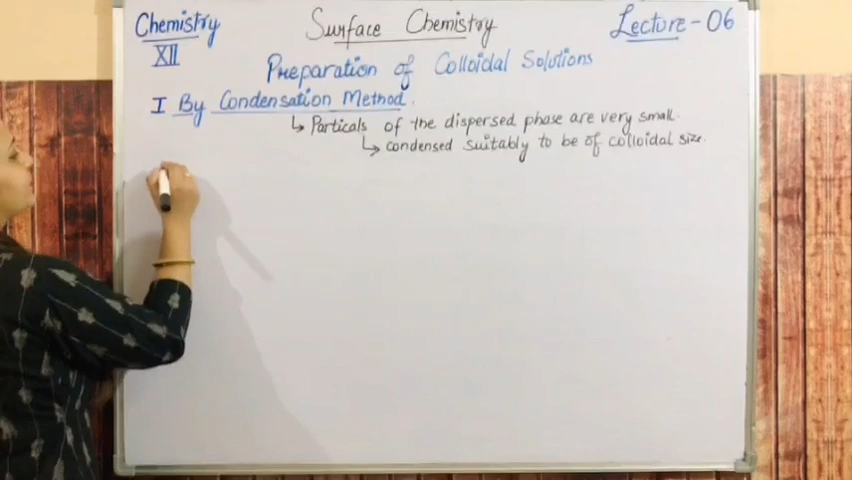 Chemistry Surface Chemistry Lecture-06
XII
Preparation of Colloidal Solutions
I By Condensation Method.
↳ Particals of the dispersed phase are very small.
↳ condensed suitably to be of colloidal size.